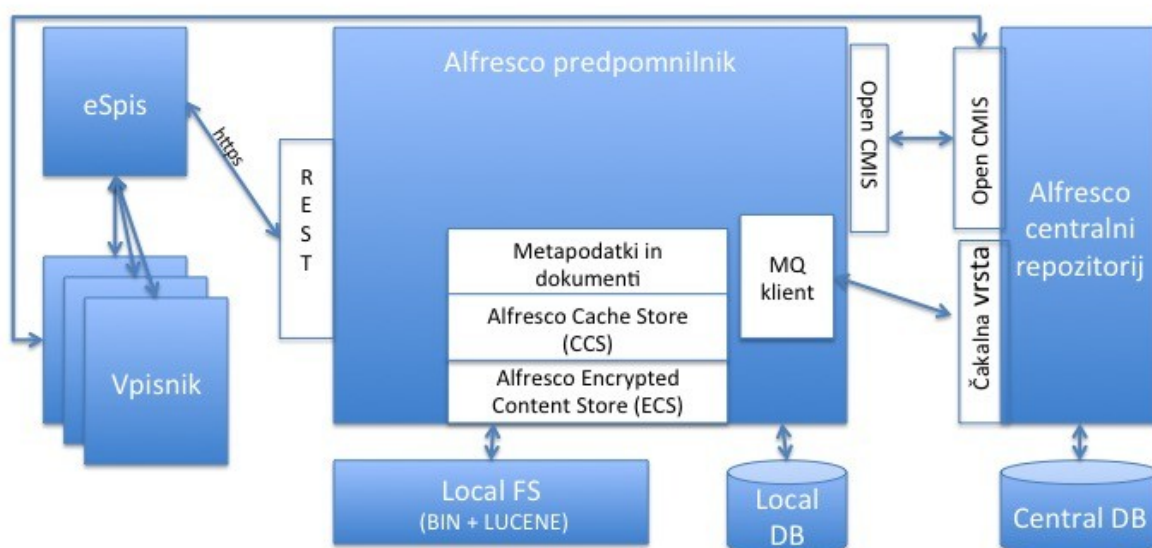 eSpis
https
Vpisnik
R
E
S
T
Alfresco predpomnilnik
Metapodatki in
dokumenti
Alfresco Cache Store
(CCS)
Alfresco Encrypted
Content Store (ECS)
MQ
klient
Open CMIS
Open CMIS
Čakalna vrsta
Alfresco
centralni
repozitorij
Local FS
(BIN + LUCENE)
Local
DB
Central DB